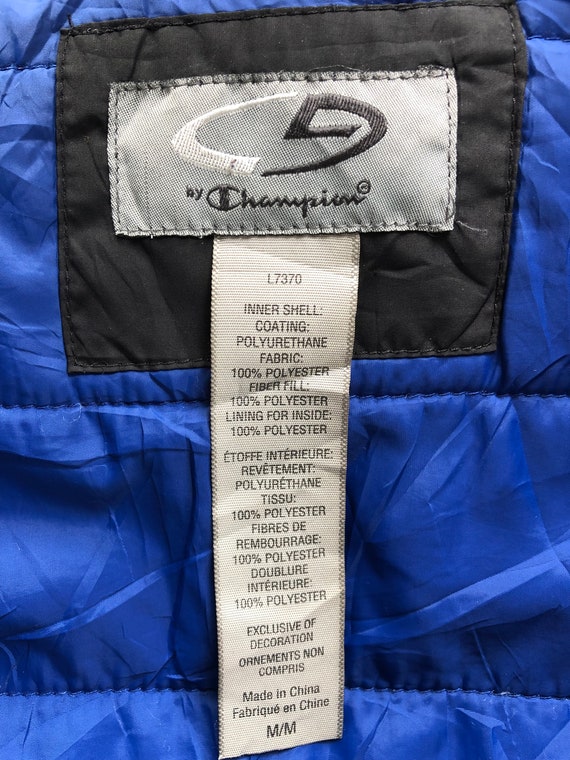 by Champion©
L7370
INNER SHELL:
COATING:
POLYURETHANE
FABRIC:
100% POLYESTER
FIBER FILL:
100% POLYESTER
LINING FOR INSIDE:
100% POLYESTER
ÉTOFFE INTÉRIEURE:
REVÊTEMENT:
POLYURÉTHANE
TISSU:
100% POLYESTER
FIBRES DE
REMBOURRAGE:
100% POLYESTER
DOUBLURE
INTÉRIEURE:
100% POLYESTER
EXCLUSIVE OF
DECORATION
ORNEMENTS NON
COMPRIS
Made in China
Fabriqué en Chine
M/M